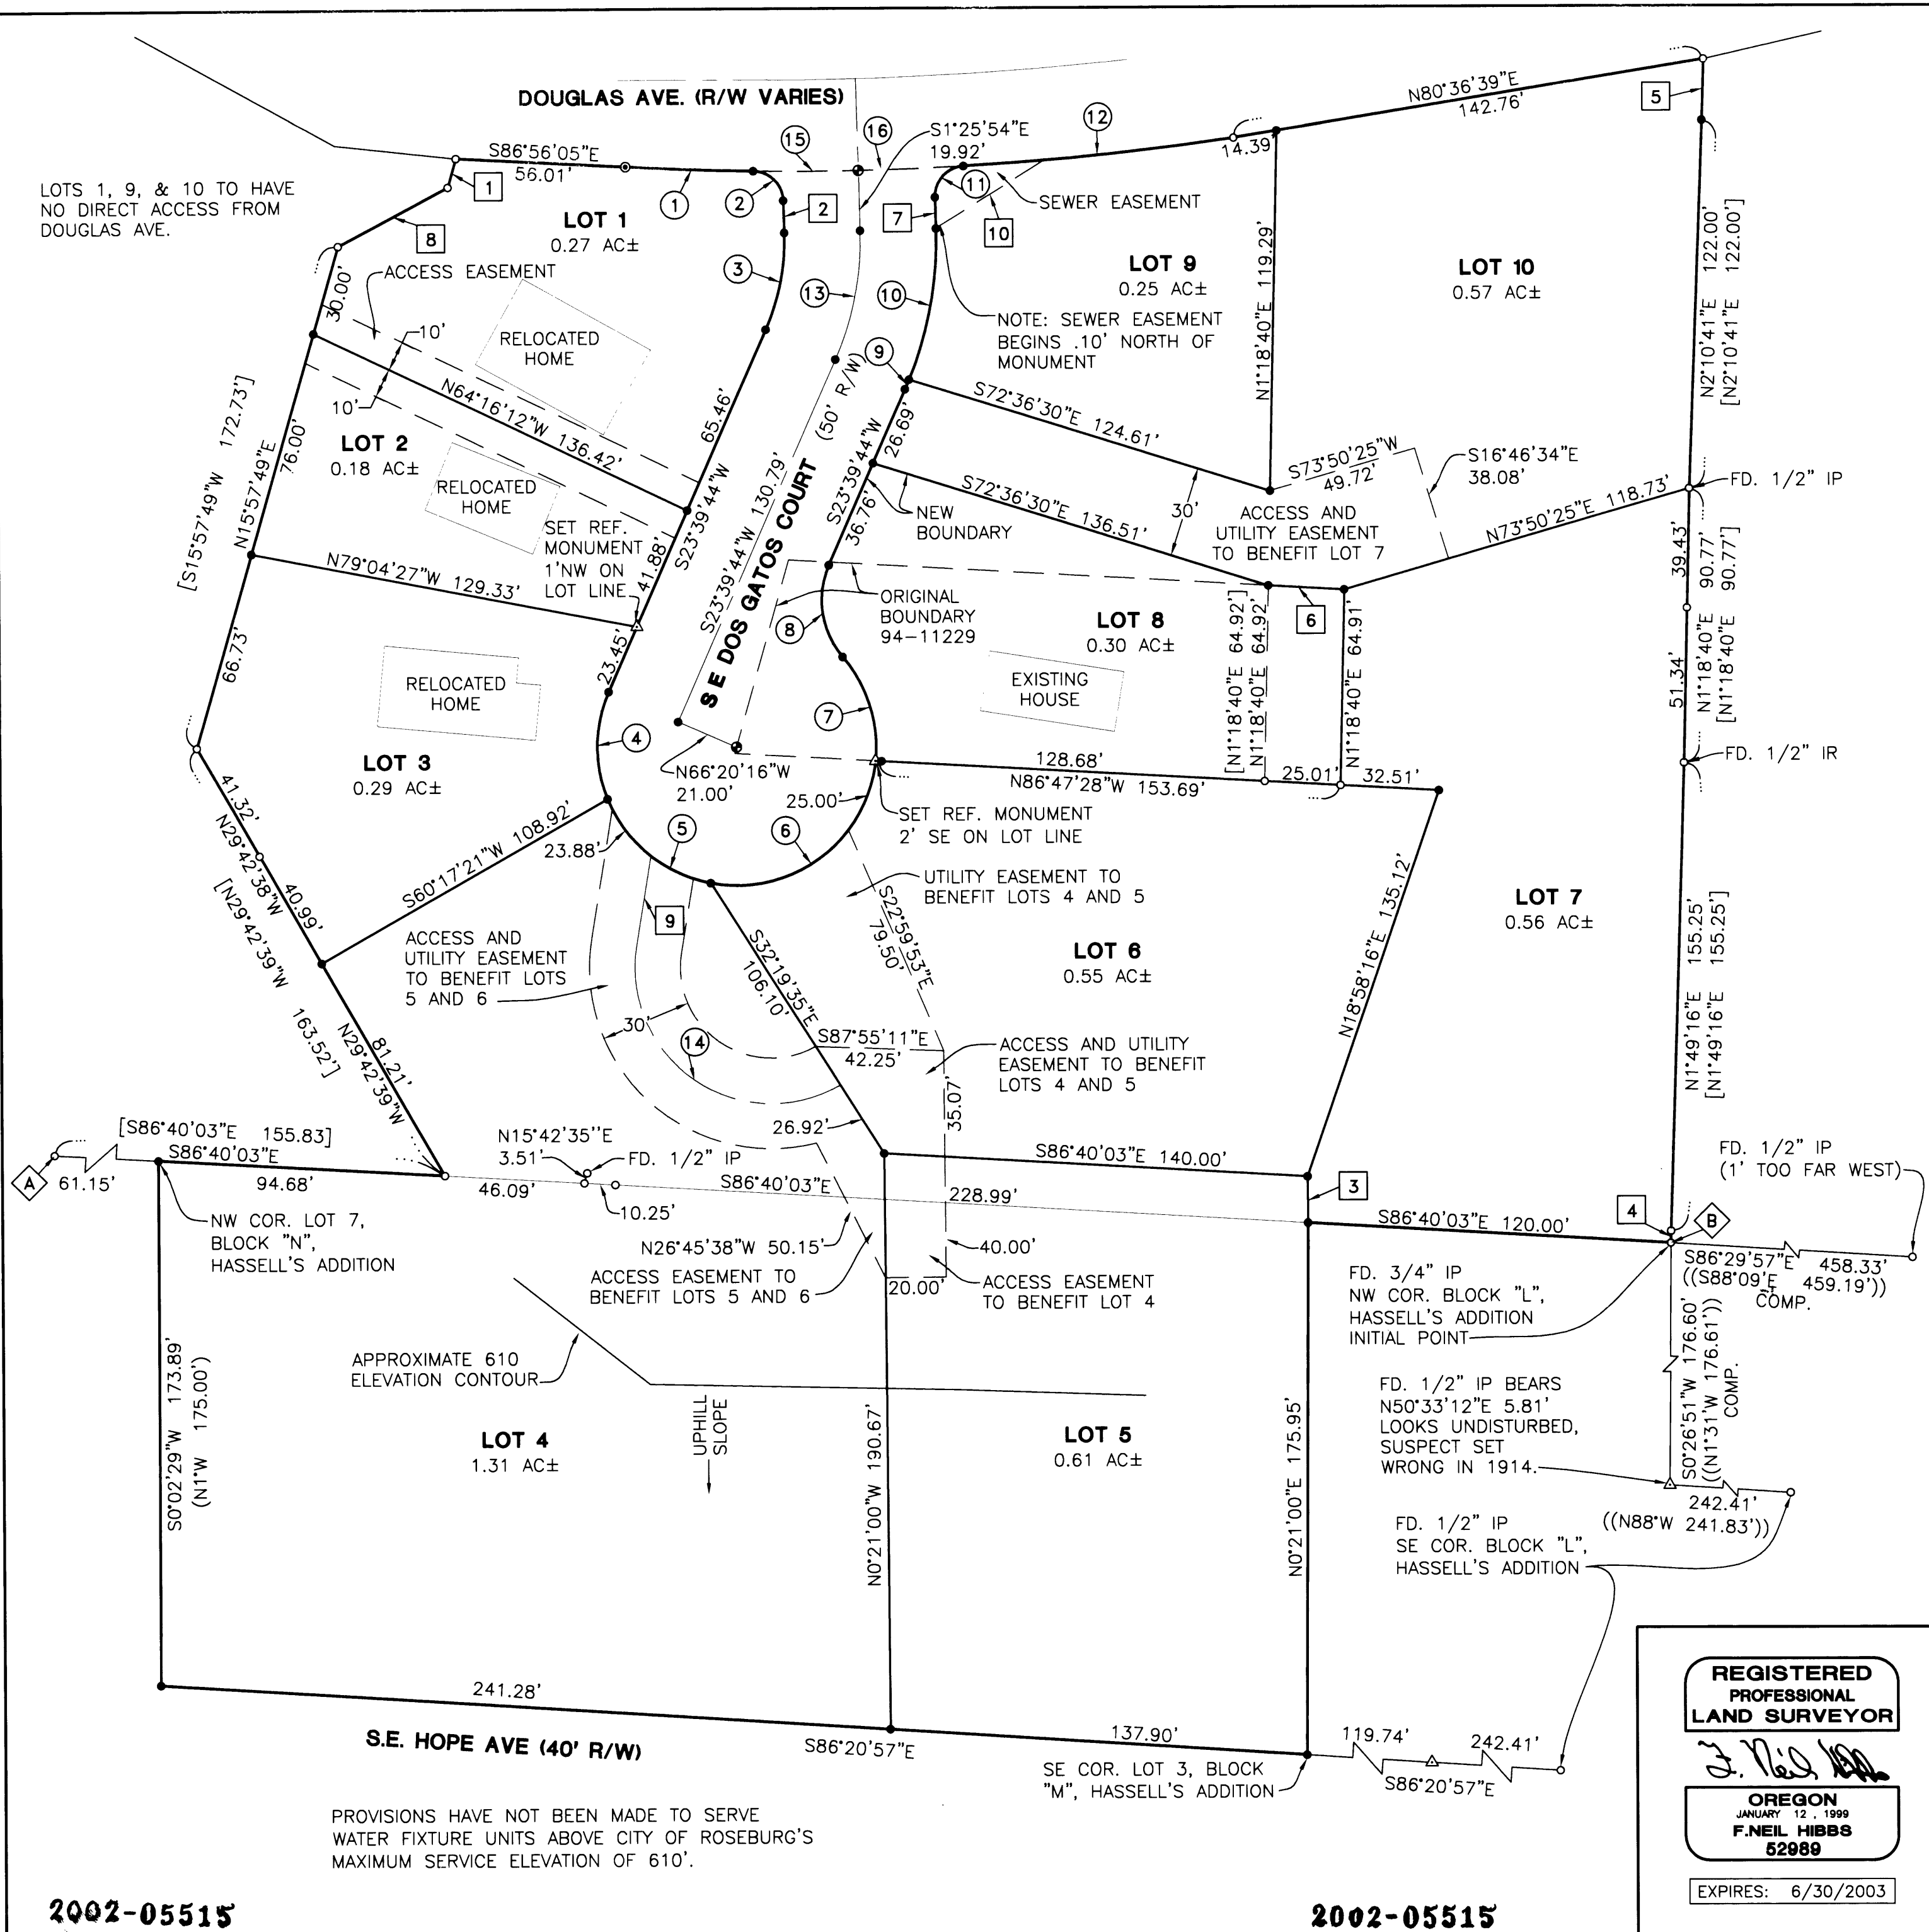 DOUGLAS AVE. (R/W VARIES)
N80°36'39"E
142.76'
5
12
15
16
S1°25'54"E
19.92'
14.39'
S86°56'05"E
56.01'
1
LOTS 1, 9, & 10 TO HAVE
NO DIRECT ACCESS FROM
DOUGLAS AVE.
1
2
2
7
11
SEWER EASEMENT
10
8
LOT 1
0.27 AC±
ACCESS EASEMENT
30.00'
3
13
10
LOT 9
0.25 AC±
N1°18'40"E 119.29'
LOT 10
0.57 AC±
N2°10'41"E 122.00'
[N2°10'41"E 122.00']
NOTE: SEWER EASEMENT
BEGINS .10' NORTH OF
MONUMENT
RELOCATED
HOME
10'
10'
9
N64°16'12"W 136.42'
65.46'
S23°39'44"W
[S15°57'49"W 172.73']
N15°57'49"E
76.00'
LOT 2
0.18 AC±
RELOCATED
HOME
S72°36'30"E 124.61'
S23°39'44"W
26.69'
36.76'
S73°50'25"W
49.72'
S16°46'34"E
38.08'
FD. 1/2" IP
SET REF.
MONUMENT
1'NW ON
LOT LINE
41.88'
S23°39'44"W 130.79'
S E DOS GATOS COURT (50' R/W)
NEW
BOUNDARY
S72°36'30"E 136.51'
30'
ACCESS AND
UTILITY EASEMENT
TO BENEFIT LOT 7
N73°50'25"E 118.73'
N79°04'27"W 129.33'
39.43'
N1°18'40"E 90.77'
[N1°18'40"E 90.77']
51.34'
ORIGINAL
BOUNDARY
94-11229
8
LOT 8
0.30 AC±
6
[N1°18'40"E 64.92']
N1°18'40"E 64.92'
N1°18'40"E 64.91'
66.73'
23.45'
RELOCATED
HOME
EXISTING
HOUSE
7
4
LOT 3
0.29 AC±
N66°20'16"W
21.00'
128.68'
N86°47'28"W 153.69'
25.01'
32.51'
FD. 1/2" IR
25.00'
SET REF. MONUMENT
2' SE ON LOT LINE
41.32'
N29°42'38"W
40.99'
[N29°42'39"W 163.52']
S60°17'21"W 108.92'
23.88'
5
6
UTILITY EASEMENT TO
BENEFIT LOTS 4 AND 5
N18°58'16"E 135.12'
LOT 7
0.56 AC±
9
S22°59'53"E
79.50'
ACCESS AND
UTILITY EASEMENT
TO BENEFIT LOTS
5 AND 6
S32°19'35"E
106.10'
LOT 6
0.55 AC±
N1°49'16"E 155.25'
[N1°49'16"E 155.25']
30'
14
S87°55'11"E
42.25'
ACCESS AND UTILITY
EASEMENT TO BENEFIT
LOTS 4 AND 5
81.21'
N29°42'39"W
35.07'
26.92'
[S86°40'03"E 155.83]
S86°40'03"E
A
61.15'
94.68'
N15°42'35"E
3.51'
FD. 1/2" IP
46.09'
10.25'
S86°40'03"E
228.99'
S86°40'03"E 140.00'
3
FD. 1/2" IP
(1' TOO FAR WEST)
S86°40'03"E 120.00'
4
B
S86°29'57"E 458.33'
((S88°09'E 459.19'))
COMP.
NW COR. LOT 7,
BLOCK "N",
HASSELL'S ADDITION
N26°45'38"W 50.15'
40.00'
20.00'
ACCESS EASEMENT TO
BENEFIT LOTS 5 AND 6
ACCESS EASEMENT
TO BENEFIT LOT 4
FD. 3/4" IP
NW COR. BLOCK "L",
HASSELL'S ADDITION
INITIAL POINT
S0°26'51"W 176.60'
((N1°31'W 176.61'))
COMP.
S0°02'29"W 173.89'
(N1°W 175.00')
APPROXIMATE 610
ELEVATION CONTOUR
UPHILL
SLOPE
LOT 4
1.31 AC±
N0°21'00"W 190.67'
LOT 5
0.61 AC±
N0°21'00"E 175.95'
FD. 1/2" IP BEARS
N50°33'12"E 5.81'
LOOKS UNDISTURBED,
SUSPECT SET
WRONG IN 1914.
242.41'
((N88°W 241.83'))
FD. 1/2" IP
SE COR. BLOCK "L",
HASSELL'S ADDITION
241.28'
S.E. HOPE AVE (40' R/W)
S86°20'57"E
137.90'
SE COR. LOT 3, BLOCK
"M", HASSELL'S ADDITION
119.74'
242.41'
S86°20'57"E
PROVISIONS HAVE NOT BEEN MADE TO SERVE
WATER FIXTURE UNITS ABOVE CITY OF ROSEBURG'S
MAXIMUM SERVICE ELEVATION OF 610'.
REGISTERED
PROFESSIONAL
LAND SURVEYOR
OREGON
JANUARY 12, 1999
F.NEIL HIBBS
52989
EXPIRES: 6/30/2003
2002-05515
2002-05515